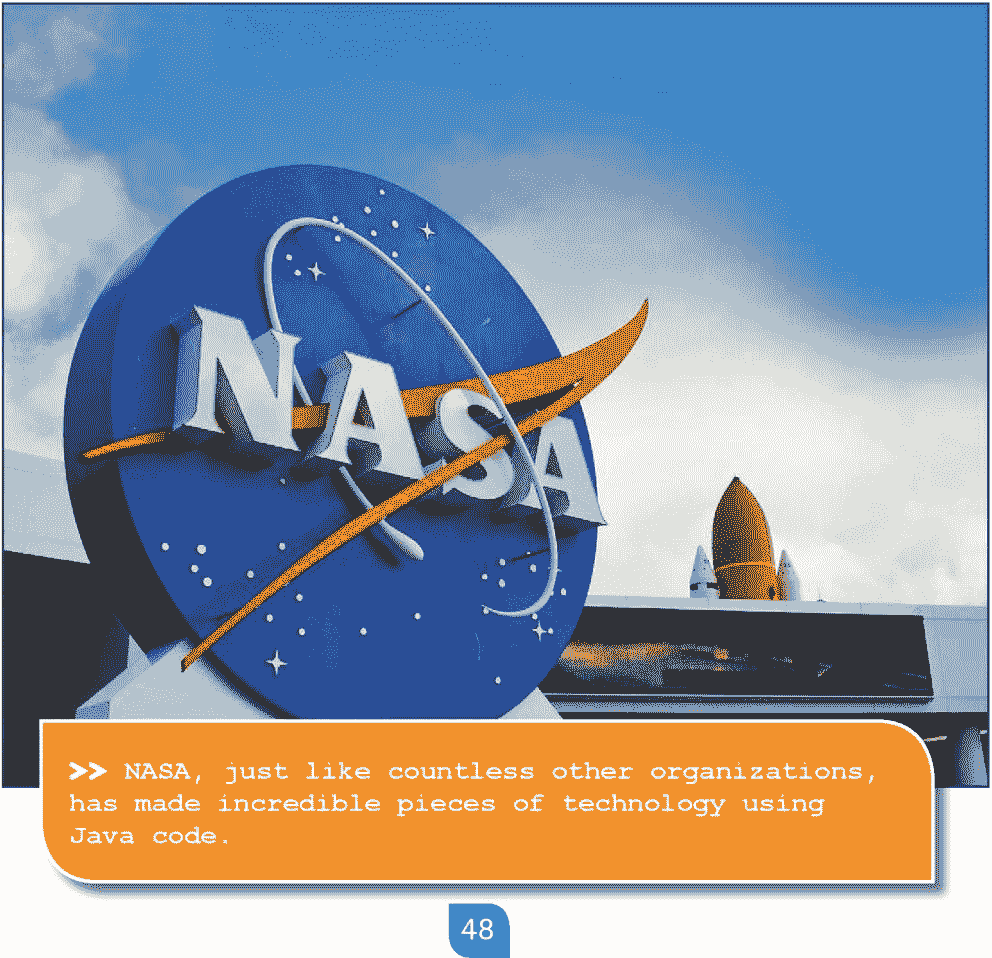 NASA
>> NASA, just like countless other organizations,
has made incredible pieces of technology using
Java code.
48